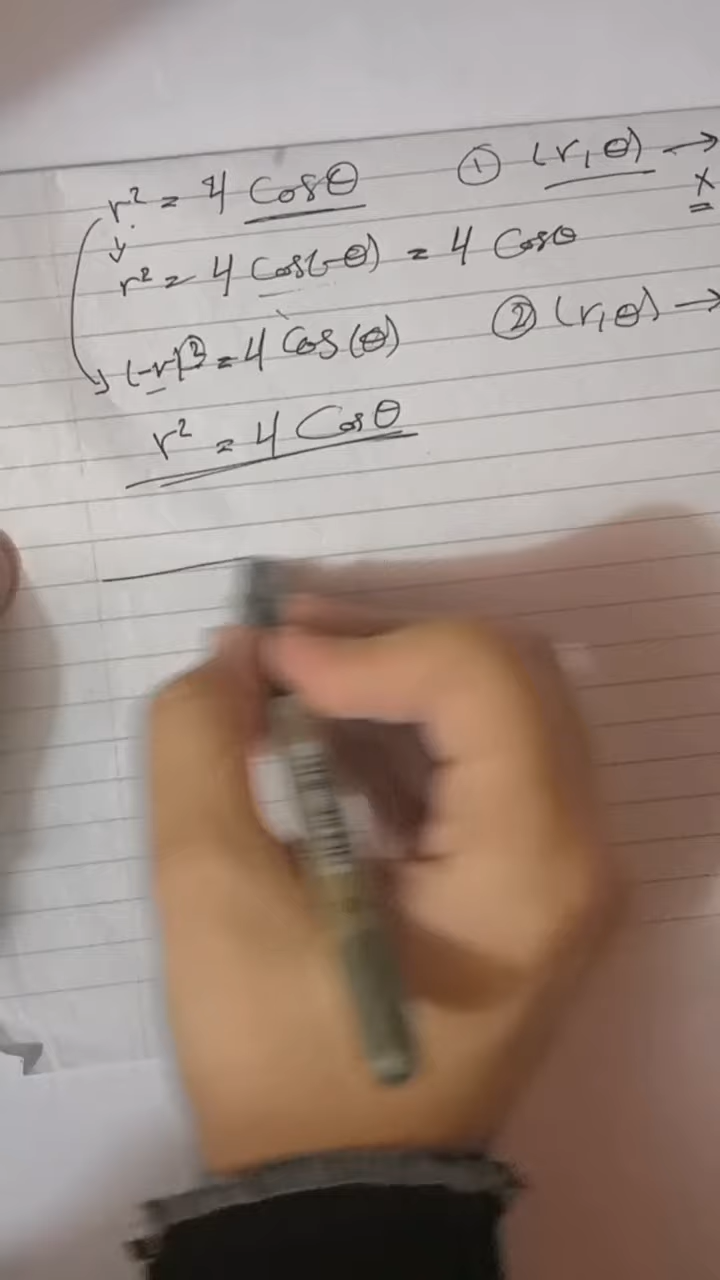 r² = 4 Cosθ ① (r, θ) →
x
r² = 4 Cos(-θ) = 4 Cosθ
(-r)² = 4 Cos(θ) ② (r, θ) →
r² = 4 Cosθ